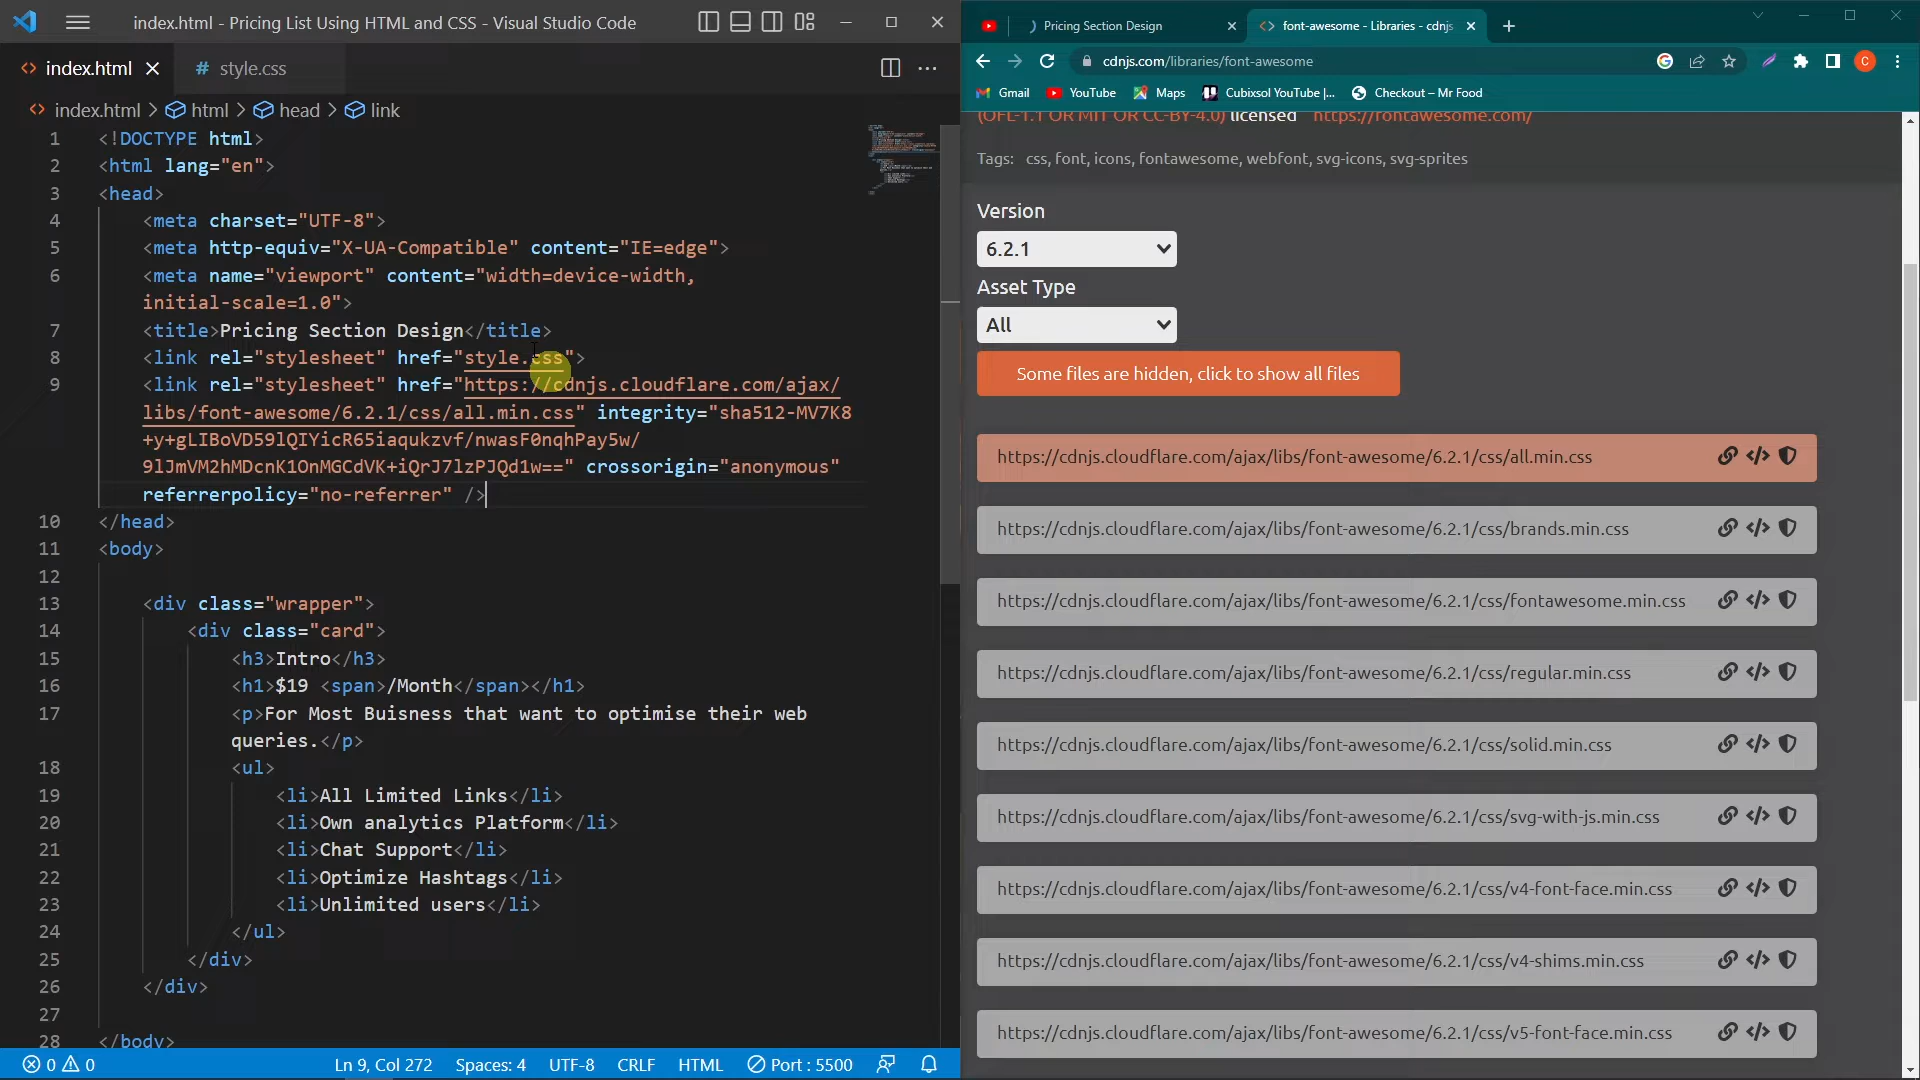 index.html - Pricing List Using HTML and CSS - Visual Studio Code
index.html
# style.css
index.html > html > head > link
1 <!DOCTYPE html>
2 <html lang="en">
3 <head>
4 <meta charset="UTF-8">
5 <meta http-equiv="X-UA-Compatible" content="IE=edge">
6 <meta name="viewport" content="width=device-width,
initial-scale=1.0">
7 <title>Pricing Section Design</title>
8 <link rel="stylesheet" href="style.css">
9 <link rel="stylesheet" href="https://cdnjs.cloudflare.com/ajax/
libs/font-awesome/6.2.1/css/all.min.css" integrity="sha512-MV7K8
+y+gLIBoVD59lQIYicR65iaqukzvf/nwasF0nqhPay5w/
9lJmVM2hMDcnK1OnMGCdVK+iQrJ7lzPJQd1w==" crossorigin="anonymous"
referrerpolicy="no-referrer" />
10 </head>
11 <body>
12
13 <div class="wrapper">
14 <div class="card">
15 <h3>Intro</h3>
16 <h1>$19 <span>/Month</span></h1>
17 <p>For Most Buisness that want to optimise their web
queries.</p>
18 <ul>
19 <li>All Limited Links</li>
20 <li>Own analytics Platform</li>
21 <li>Chat Support</li>
22 <li>Optimize Hashtags</li>
23 <li>Unlimited users</li>
24 </ul>
25 </div>
26 </div>
27
28 </body>
0 0
Ln 9, Col 272 Spaces: 4 UTF-8 CRLF HTML Port : 5500
Pricing Section Design
font-awesome - Libraries - cdnjs
cdnjs.com/libraries/font-awesome
C
Gmail YouTube Maps Cubixsol YouTube |... Checkout – Mr Food
(OFL-1.1 OR MIT OR CC-BY-4.0) licensed https://fontawesome.com/
Tags: css, font, icons, fontawesome, webfont, svg-icons, svg-sprites
Version
6.2.1
Asset Type
All
Some files are hidden, click to show all files
https://cdnjs.cloudflare.com/ajax/libs/font-awesome/6.2.1/css/all.min.css
https://cdnjs.cloudflare.com/ajax/libs/font-awesome/6.2.1/css/brands.min.css
https://cdnjs.cloudflare.com/ajax/libs/font-awesome/6.2.1/css/fontawesome.min.css
https://cdnjs.cloudflare.com/ajax/libs/font-awesome/6.2.1/css/regular.min.css
https://cdnjs.cloudflare.com/ajax/libs/font-awesome/6.2.1/css/solid.min.css
https://cdnjs.cloudflare.com/ajax/libs/font-awesome/6.2.1/css/svg-with-js.min.css
https://cdnjs.cloudflare.com/ajax/libs/font-awesome/6.2.1/css/v4-font-face.min.css
https://cdnjs.cloudflare.com/ajax/libs/font-awesome/6.2.1/css/v4-shims.min.css
https://cdnjs.cloudflare.com/ajax/libs/font-awesome/6.2.1/css/v5-font-face.min.css